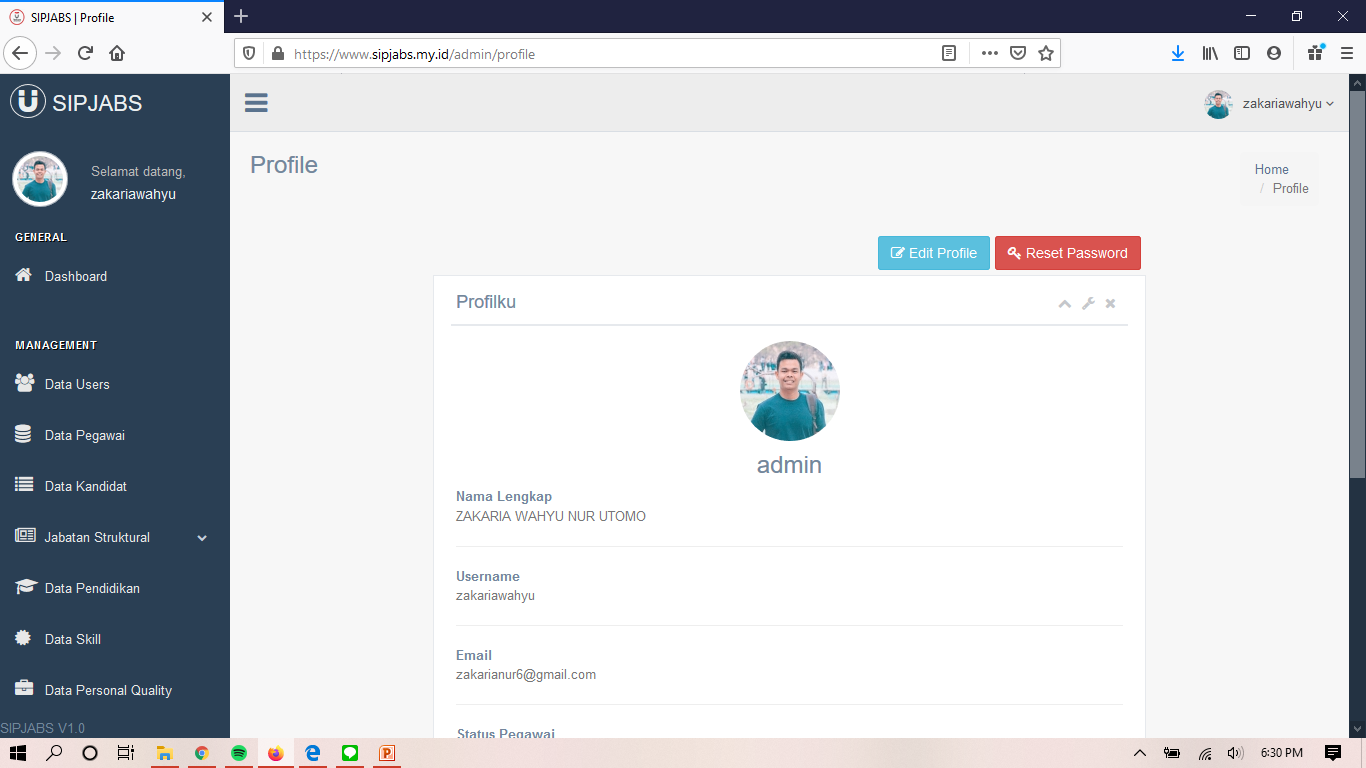 SIPJABS | Profile
https://www.sipjabs.my.id/admin/profile
SIPJABS
zakariawahyu
Selamat datang,
zakariawahyu
GENERAL
Dashboard
MANAGEMENT
Data Users
Data Pegawai
Data Kandidat
Jabatan Struktural
Data Pendidikan
Data Skill
Data Personal Quality
SIPJABS V1.0
Profile
Home
/ Profile
Edit Profile
Reset Password
Profilku
admin
Nama Lengkap
ZAKARIA WAHYU NUR UTOMO
Username
zakariawahyu
Email
zakarianur6@gmail.com
Status Pegawai
6:30 PM